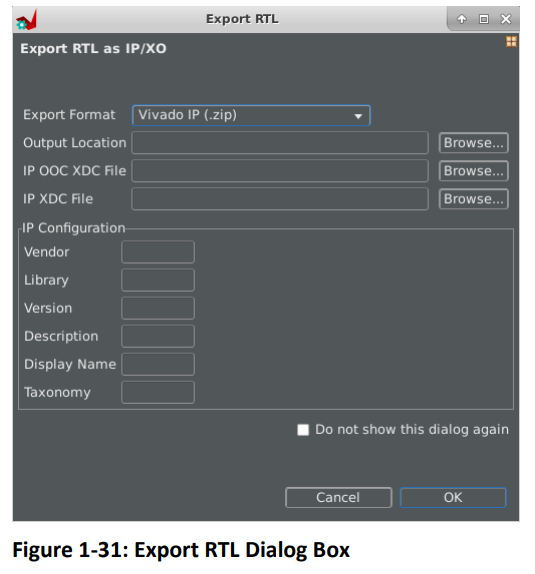 Export RTL
Export RTL as IP/XO
Export Format Vivado IP (.zip)
Output Location Browse...
IP OOC XDC File Browse...
IP XDC File Browse...
IP Configuration
Vendor
Library
Version
Description
Display Name
Taxonomy
Do not show this dialog again
Cancel OK
Figure 1-31: Export RTL Dialog Box